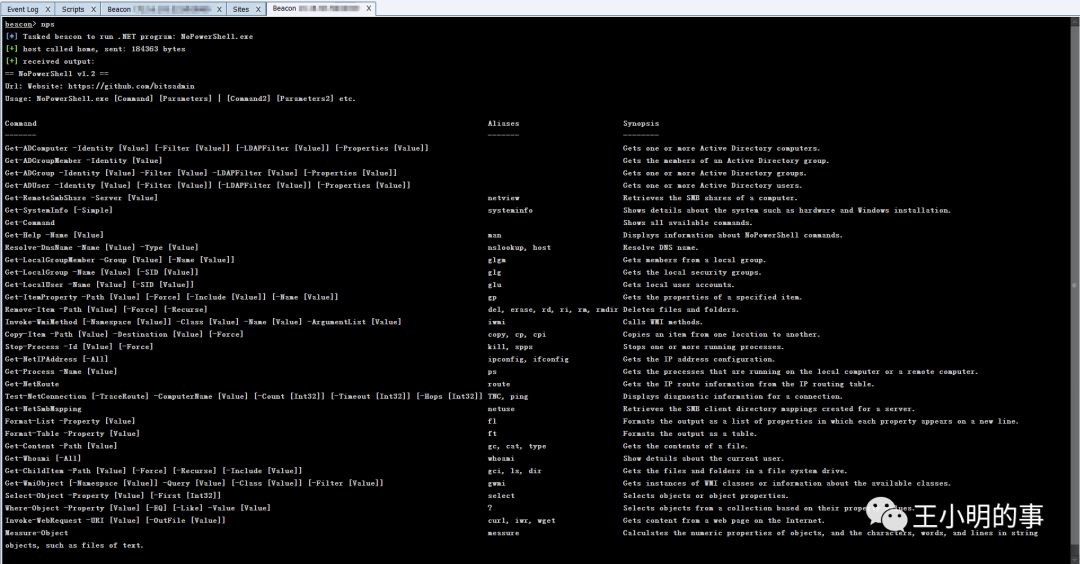 Event Log X Scripts X Beacon X Sites X Beacon X
beacon> nps
[*] Tasked beacon to run .NET program: NoPowerShell.exe
[+] host called home, sent: 184363 bytes
[+] received output:
== NoPowerShell v1.2 ==
Url: Website: https://github.com/bitsadmin
Usage: NoPowerShell.exe [Command] [Parameters] | [Command2] [Parameters2] etc.
Command Aliases Synopsis
------- ------- --------
Get-ADComputer -Identity [Value] [-Filter [Value]] [-LDAPFilter [Value]] [-Properties [Value]] Gets one or more Active Directory computers.
Get-ADGroupMember -Identity [Value] Gets the members of an Active Directory group.
Get-ADGroup -Identity [Value] -Filter [Value] -LDAPFilter [Value] [-Properties [Value]] Gets one or more Active Directory groups.
Get-ADUser -Identity [Value] [-Filter [Value]] [-LDAPFilter [Value]] [-Properties [Value]] Gets one or more Active Directory users.
Get-RemoteSmbShare -Server [Value] netview Retrieves the SMB shares of a computer.
Get-SystemInfo [-Simple] systeminfo Shows details about the system such as hardware and Windows installation.
Get-Command Shows all available commands.
Get-Help -Name [Value] man Displays information about NoPowerShell commands.
Resolve-DnsName -Name [Value] -Type [Value] nslookup, host Resolve DNS name.
Get-LocalGroupMember -Group [Value] [-Name [Value]] glgm Gets members from a local group.
Get-LocalGroup -Name [Value] [-SID [Value]] glg Gets the local security groups.
Get-LocalUser -Name [Value] [-SID [Value]] glu Gets local user accounts.
Get-ItemProperty -Path [Value] [-Force] [-Include [Value]] [-Name [Value]] gp Gets the properties of a specified item.
Remove-Item -Path [Value] [-Force] [-Recurse] del, erase, rd, ri, rm, rmdir Deletes files and folders.
Invoke-WmiMethod [-Namespace [Value]] -Class [Value] -Name [Value] -ArgumentList [Value] iwmi Calls WMI methods.
Copy-Item -Path [Value] -Destination [Value] [-Force] copy, cp, cpi Copies an item from one location to another.
Stop-Process -Id [Value] [-Force] kill, spps Stops one or more running processes.
Get-NetIPAddress [-All] ipconfig, ifconfig Gets the IP address configuration.
Get-Process -Name [Value] ps Gets the processes that are running on the local computer or a remote computer.
Get-NetRoute route Gets the IP route information from the IP routing table.
Test-NetConnection [-TraceRoute] -ComputerName [Value] [-Count [Int32]] [-Timeout [Int32]] [-Hops [Int32]] TNC, ping Displays diagnostic information for a connection.
Get-NetSmbMapping netuse Retrieves the SMB client directory mappings created for a server.
Format-List -Property [Value] fl Formats the output as a list of properties in which each property appears on a new line.
Format-Table -Property [Value] ft Formats the output as a table.
Get-Content -Path [Value] gc, cat, type Gets the contents of a file.
Get-Whoami [-All] whoami Show details about the current user.
Get-ChildItem -Path [Value] [-Force] [-Recurse] [-Include [Value]] gci, ls, dir Gets the files and folders in a file system drive.
Get-WmiObject [-Namespace [Value]] -Query [Value] [-Class [Value]] [-Filter [Value]] gwmi Gets instances of WMI classes or information about the available classes.
Select-Object -Property [Value] [-First [Int32]] select Selects objects or object properties.
Where-Object -Property [Value] [-EQ] [-Like] -Value [Value] ? Selects objects from a collection based on their property values.
Invoke-WebRequest -URI [Value] [-OutFile [Value]] curl, iwr, wget Gets content from a web page on the Internet.
Measure-Object measure Calculates the numeric properties of objects, and the characters, words, and lines in string
objects, such as files of text.
王小明的事